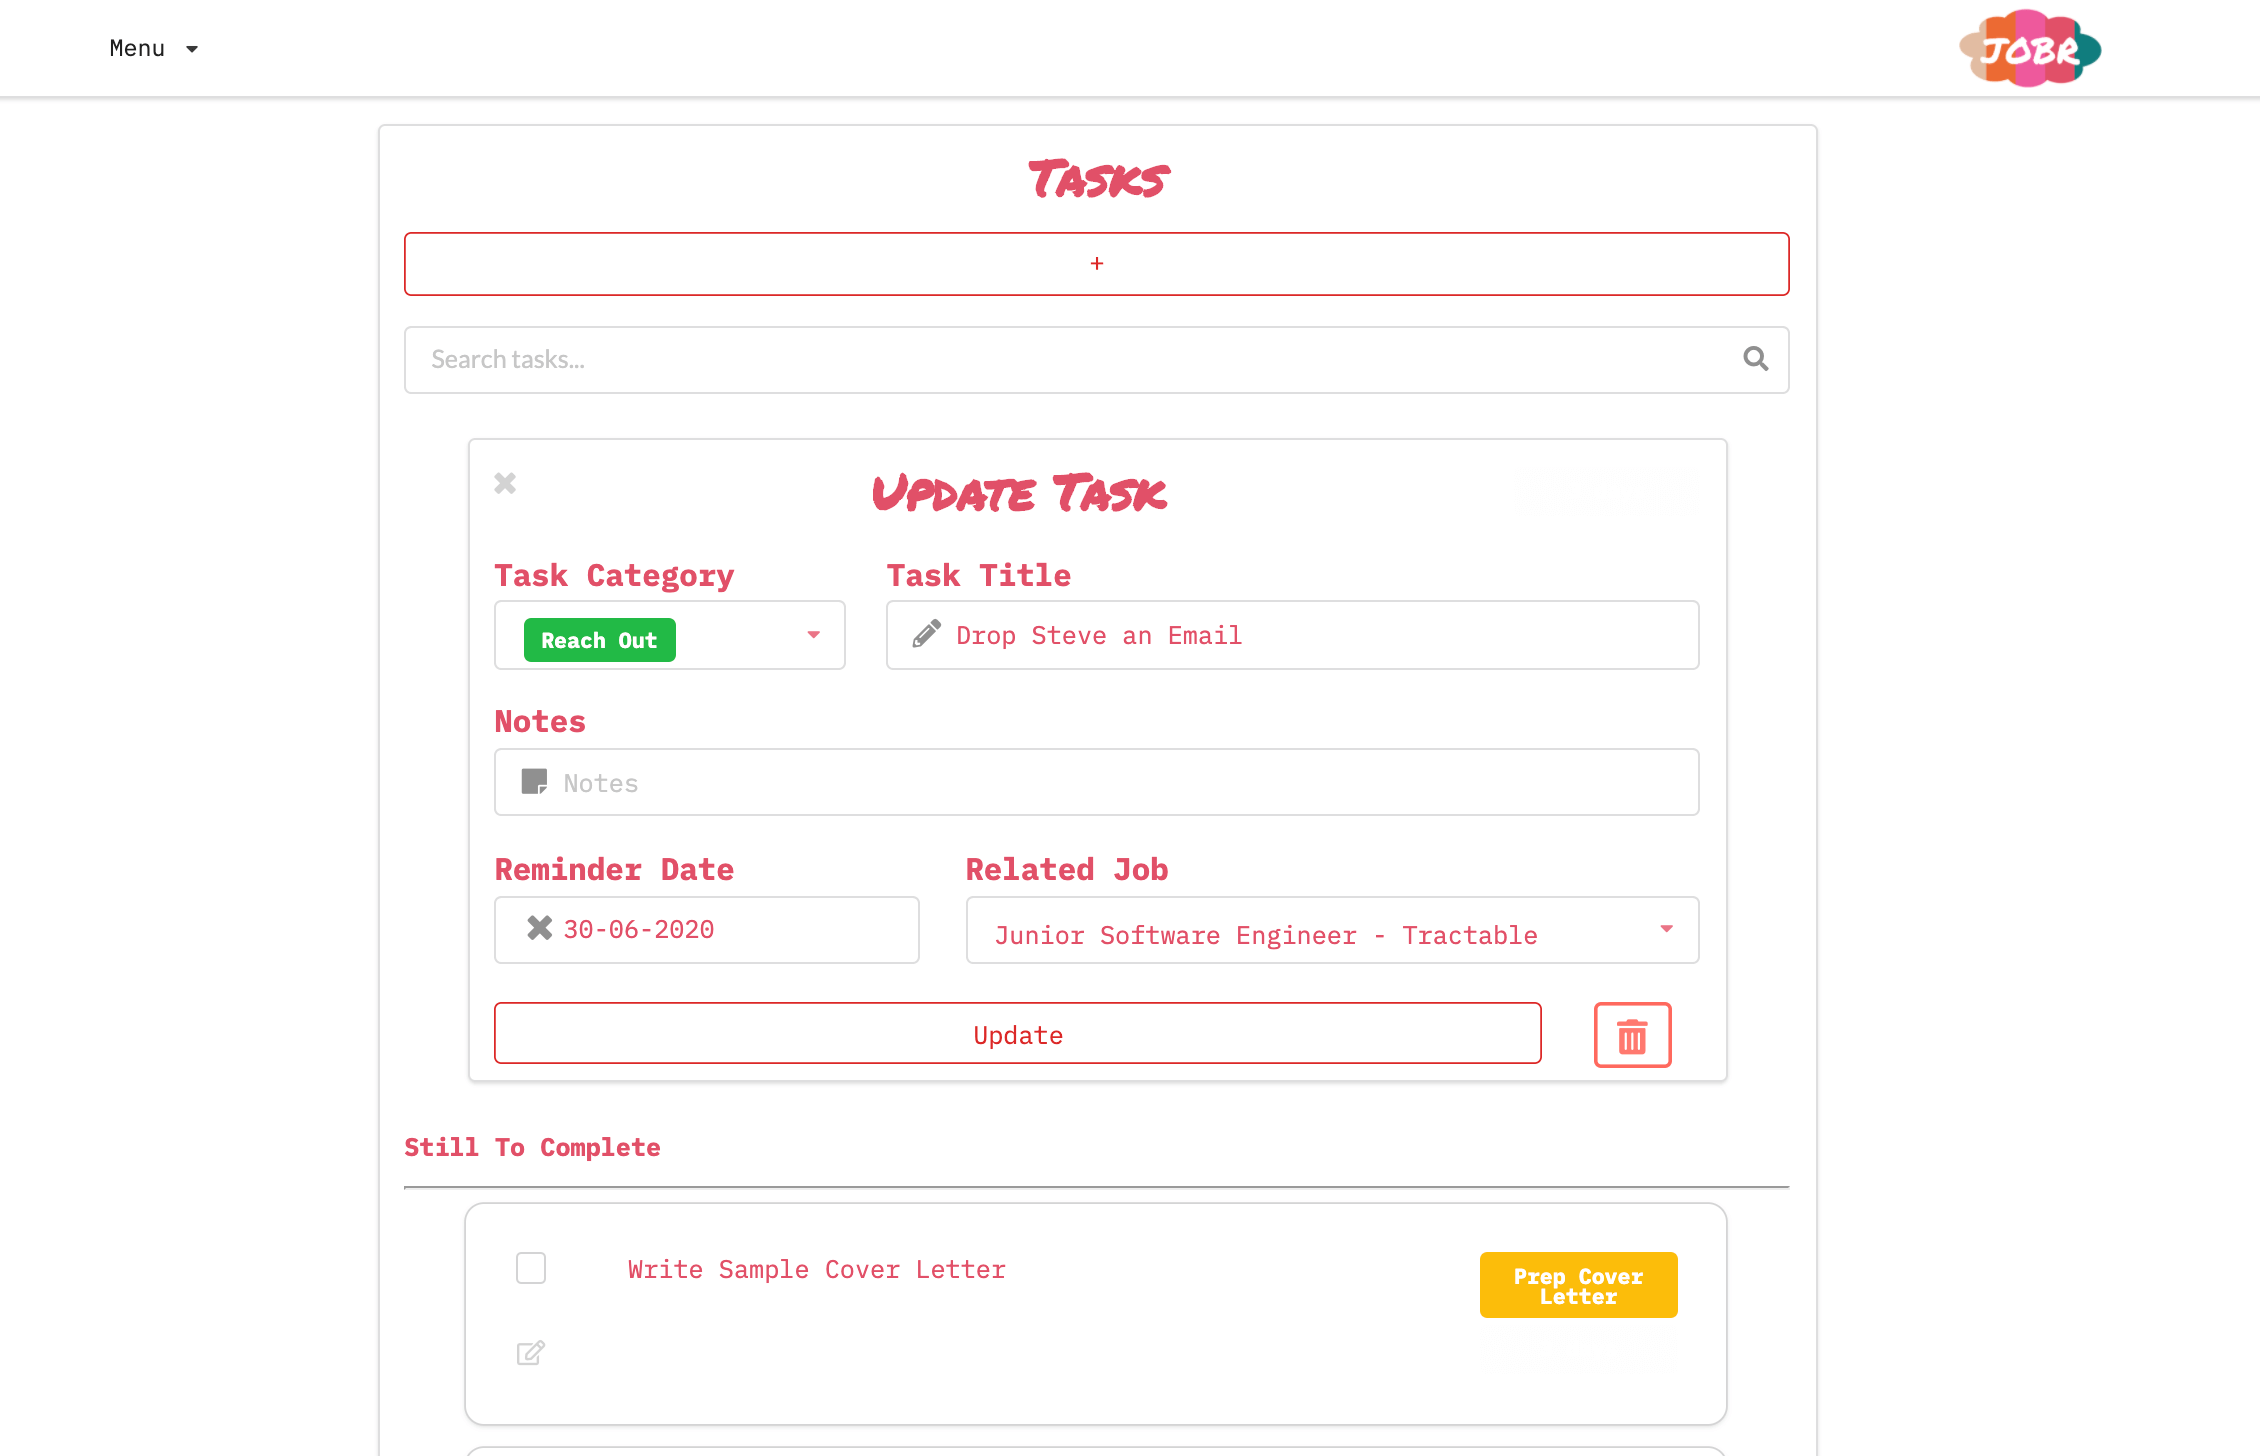 Menu
JOBR
Tasks
+
Search tasks...
Update Task
Task Category
Task Title
Reach Out
Drop Steve an Email
Notes
Notes
Reminder Date
Related Job
30-06-2020
Junior Software Engineer - Tractable
Update
Still To Complete
Write Sample Cover Letter
Prep Cover
Letter